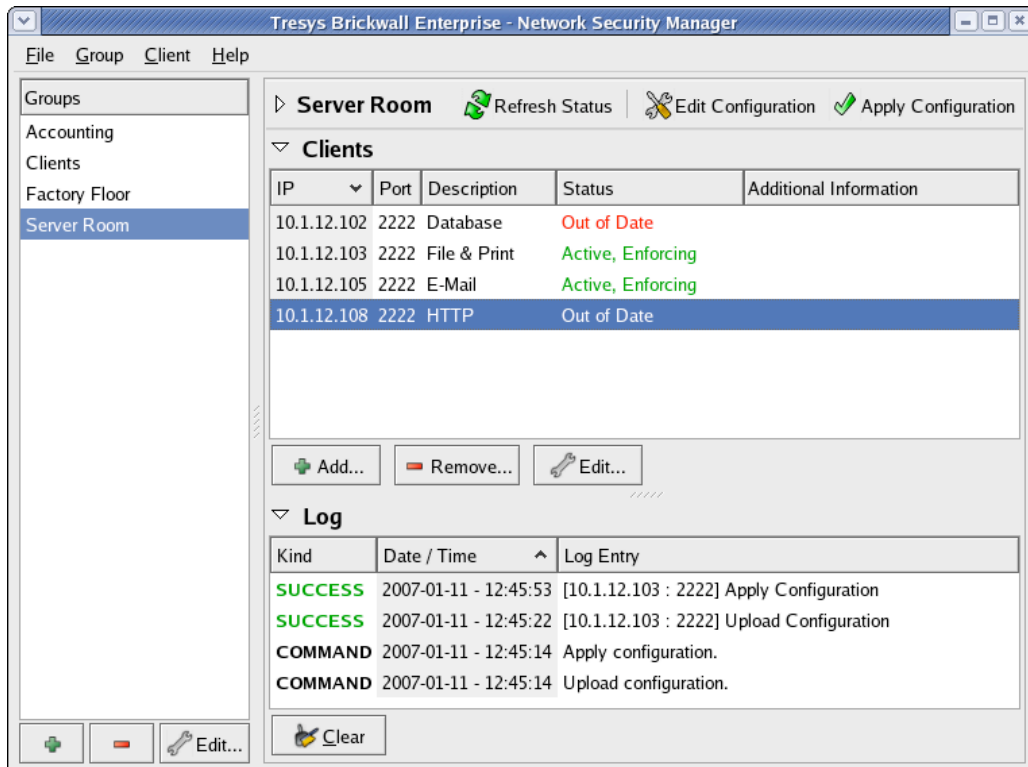 Tresys Brickwall Enterprise - Network Security Manager
File Group Client Help
Groups
Accounting
Clients
Factory Floor
Server Room
Edit...
Server Room Refresh Status Edit Configuration Apply Configuration
Clients
IP Port Description Status Additional Information
10.1.12.102 2222 Database Out of Date
10.1.12.103 2222 File & Print Active, Enforcing
10.1.12.105 2222 E-Mail Active, Enforcing
10.1.12.108 2222 HTTP Out of Date
Add... Remove... Edit...
Log
Kind Date / Time Log Entry
SUCCESS 2007-01-11 - 12:45:53 [10.1.12.103 : 2222] Apply Configuration
SUCCESS 2007-01-11 - 12:45:22 [10.1.12.103 : 2222] Upload Configuration
COMMAND 2007-01-11 - 12:45:14 Apply configuration.
COMMAND 2007-01-11 - 12:45:14 Upload configuration.
Clear